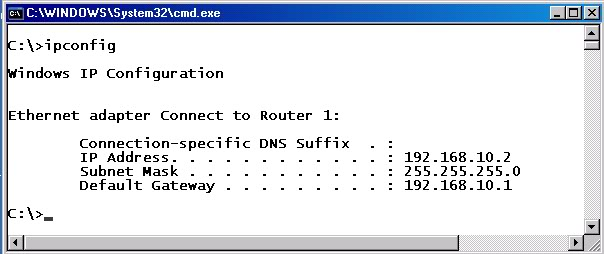 C:\WINDOWS\System32\cmd.exe
C:\>ipconfig
Windows IP Configuration
Ethernet adapter Connect to Router 1:
Connection-specific DNS Suffix  . :
IP Address. . . . . . . . . . . . : 192.168.10.2
Subnet Mask . . . . . . . . . . . : 255.255.255.0
Default Gateway . . . . . . . . . : 192.168.10.1
C:\>_